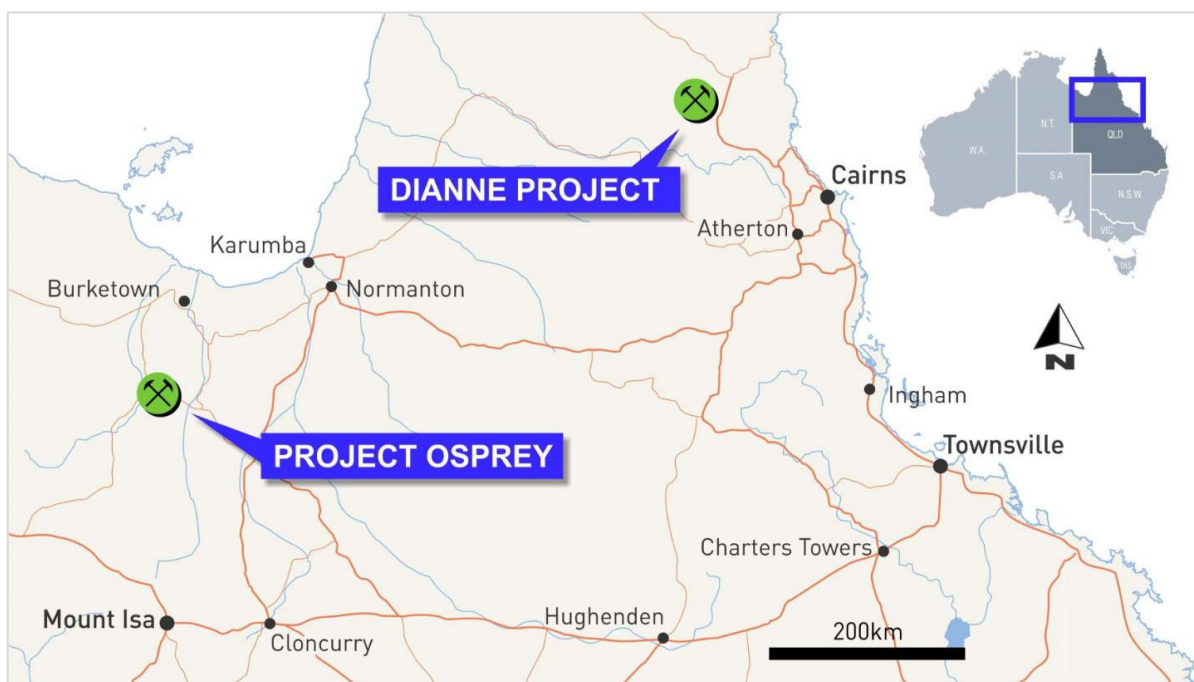 DIANNE PROJECT
Cairns
Atherton
Karumba
Burketown
Normanton
Ingham
PROJECT OSPREY
Townsville
Charters Towers
Mount Isa
Cloncurry
Hughenden
200km
W.A.
N.T.
QLD
S.A.
N.S.W.
VIC
TAS
N